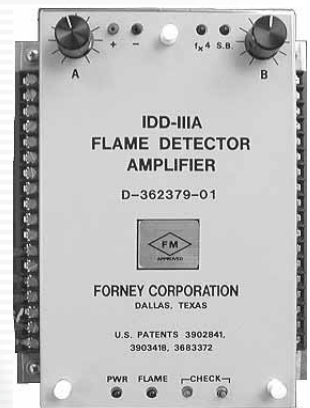 + - fx4 S.B.
A B
IDD-IIIA
FLAME DETECTOR
AMPLIFIER
D-362379-01
FM
APPROVED
FORNEY CORPORATION
DALLAS, TEXAS
U.S. PATENTS 3902841,
3903418, 3683372
PWR FLAME CHECK